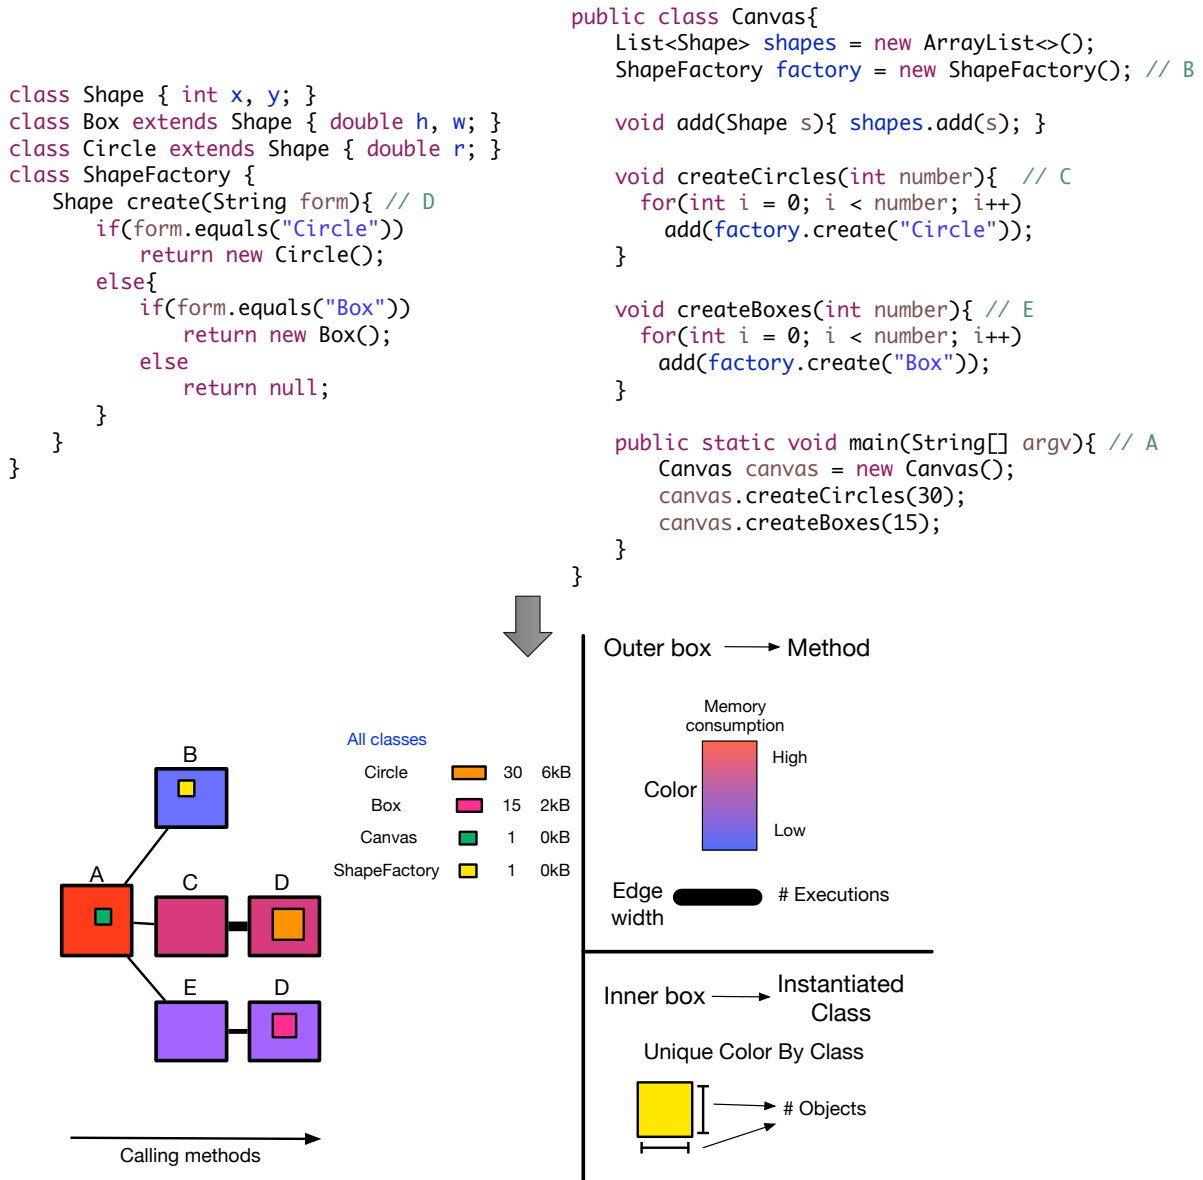 class Shape { int x, y; }
class Box extends Shape { double h, w; }
class Circle extends Shape { double r; }
class ShapeFactory {
    Shape create(String form){ // D
        if(form.equals("Circle"))
            return new Circle();
        else{
            if(form.equals("Box"))
                return new Box();
            else
                return null;
        }
    }
}
public class Canvas{
    List<Shape> shapes = new ArrayList<>();
    ShapeFactory factory = new ShapeFactory(); // B
    void add(Shape s){ shapes.add(s); }
    void createCircles(int number){  // C
      for(int i = 0; i < number; i++)
        add(factory.create("Circle"));
    }
    void createBoxes(int number){ // E
      for(int i = 0; i < number; i++)
        add(factory.create("Box"));
    }
    public static void main(String[] argv){ // A
        Canvas canvas = new Canvas();
        canvas.createCircles(30);
        canvas.createBoxes(15);
    }
}
B
A
C
D
E
D
Calling methods
All classes
Circle 30 6kB
Box 15 2kB
Canvas 1 0kB
ShapeFactory 1 0kB
Outer box Method
Memory
consumption
High
Color
Low
Edge
width
# Executions
Inner box Instantiated
Class
Unique Color By Class
# Objects